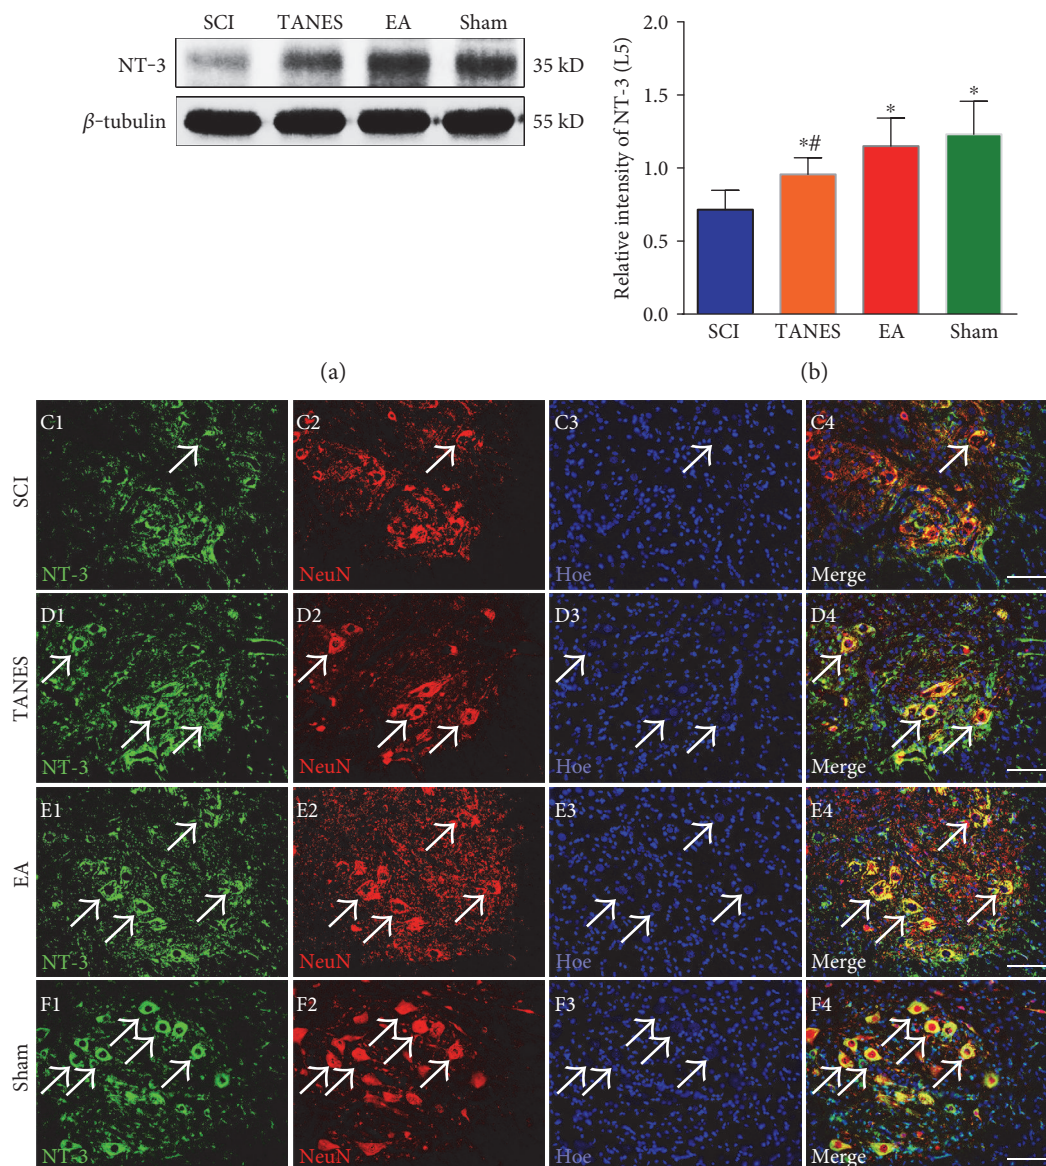 SCI TANES EA Sham
NT-3 35 kD
β-tubulin 55 kD
(a)
Relative intensity of NT-3 (L5)
2.0
1.5
1.0
0.5
0.0
*# * *
SCI TANES EA Sham
(b)
SCI
C1 C2 C3 C4
NT-3 NeuN Hoe Merge
TANES
D1 D2 D3 D4
NT-3 NeuN Hoe Merge
EA
E1 E2 E3 E4
NT-3 NeuN Hoe Merge
Sham
F1 F2 F3 F4
NT-3 NeuN Hoe Merge